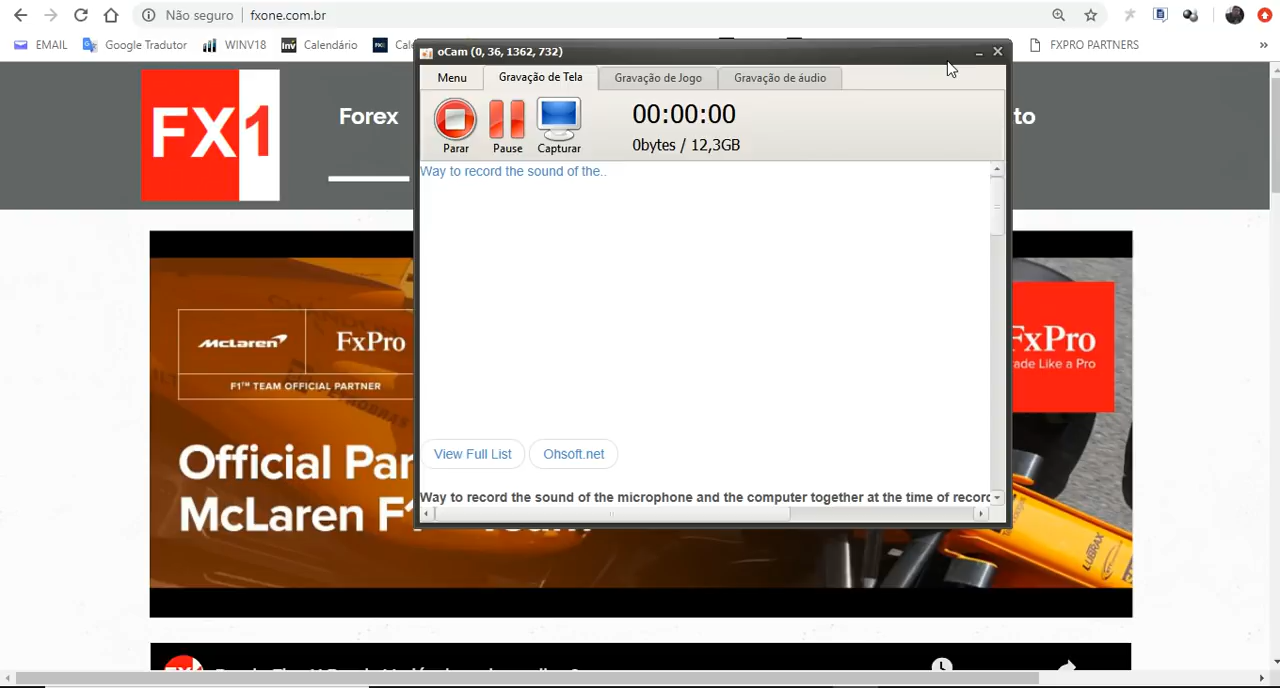 Não seguro
fxone.com.br
EMAIL
Google Tradutor
WINV18
Inv
Calendário
FXPRO PARTNERS
»
oCam (0, 36, 1362, 732)
Menu
Gravação de Tela
Gravação de Jogo
Gravação de áudio
Parar
Pause
Capturar
00:00:00
0bytes / 12,3GB
Way to record the sound of the..
View Full List
Ohsoft.net
Way to record the sound of the microphone and the computer together at the time of recor
FX1
Forex
to
McLaren
FxPro
F1™ TEAM OFFICIAL PARTNER
Official Par
McLaren F1
FxPro
rade Like a Pro
LUBRAX